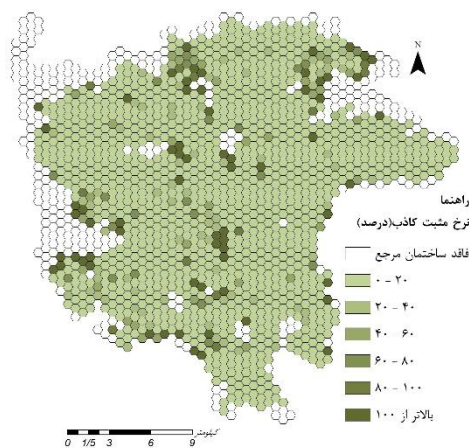 N
راهنما
نرخ مثبت کاذب(درصد)
فاقد ساختمان مرجع
۰ - ۲۰
۲۰ - ۴۰
۴۰ - ۶۰
۶۰ - ۸۰
۸۰ - ۱۰۰
بالاتر از ۱۰۰
کیلومتر
0 1/5 3 6 9